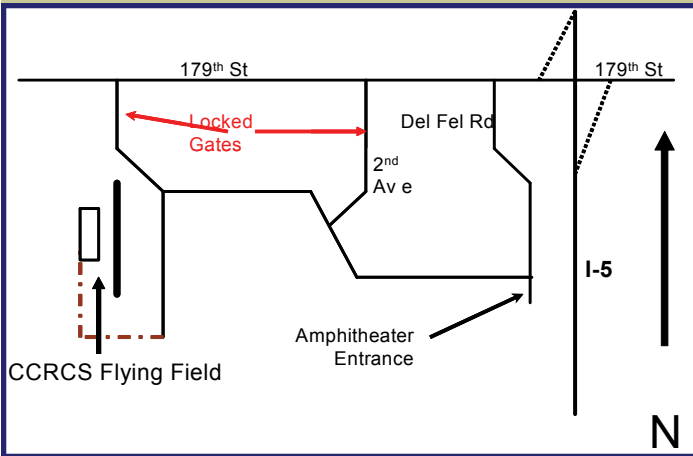 179th St
179th St
Locked
Gates
Del Fel Rd
2nd
Av e
I-5
Amphitheater
Entrance
CCRCS Flying Field
N